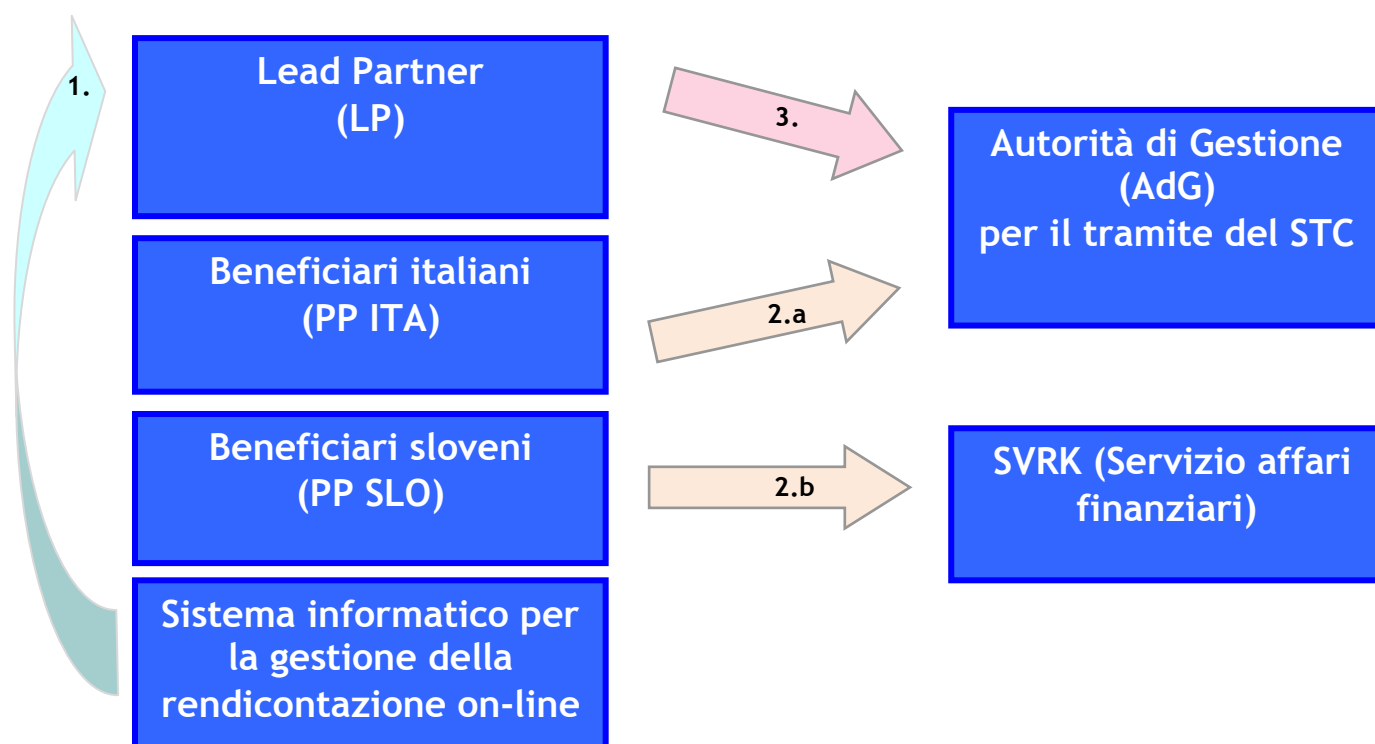 1.
Lead Partner
(LP)
3.
Autorità di Gestione
(AdG)
per il tramite del STC
Beneficiari italiani
(PP ITA)
2.a
Beneficiari sloveni
(PP SLO)
2.b
SVRK (Servizio affari
finanziari)
Sistema informatico per
la gestione della
rendicontazione on-line